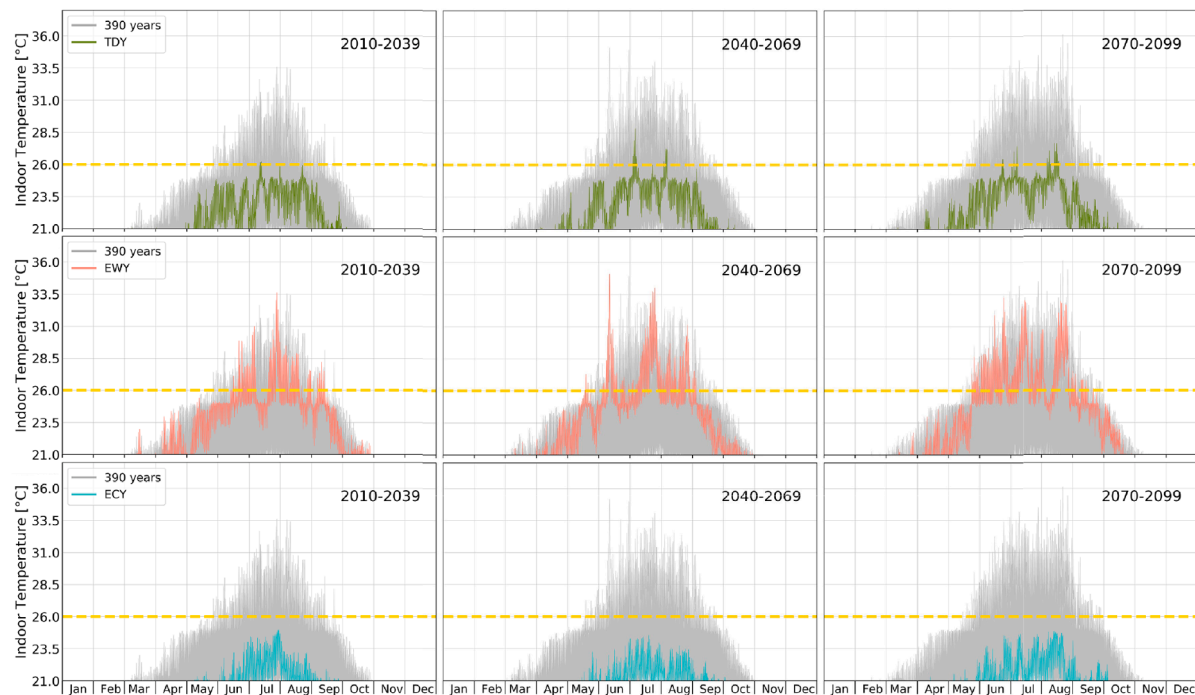 390 years
TDY
2010-2039
2040-2069
2070-2099
Indoor Temperature [°C]
36.0
33.5
31.0
28.5
26.0
23.5
21.0
390 years
EWY
2010-2039
2040-2069
2070-2099
Indoor Temperature [°C]
36.0
33.5
31.0
28.5
26.0
23.5
21.0
390 years
ECY
2010-2039
2040-2069
2070-2099
Indoor Temperature [°C]
36.0
33.5
31.0
28.5
26.0
23.5
21.0
Jan Feb Mar Apr May Jun Jul Aug Sep Oct Nov Dec
Jan Feb Mar Apr May Jun Jul Aug Sep Oct Nov Dec
Jan Feb Mar Apr May Jun Jul Aug Sep Oct Nov Dec